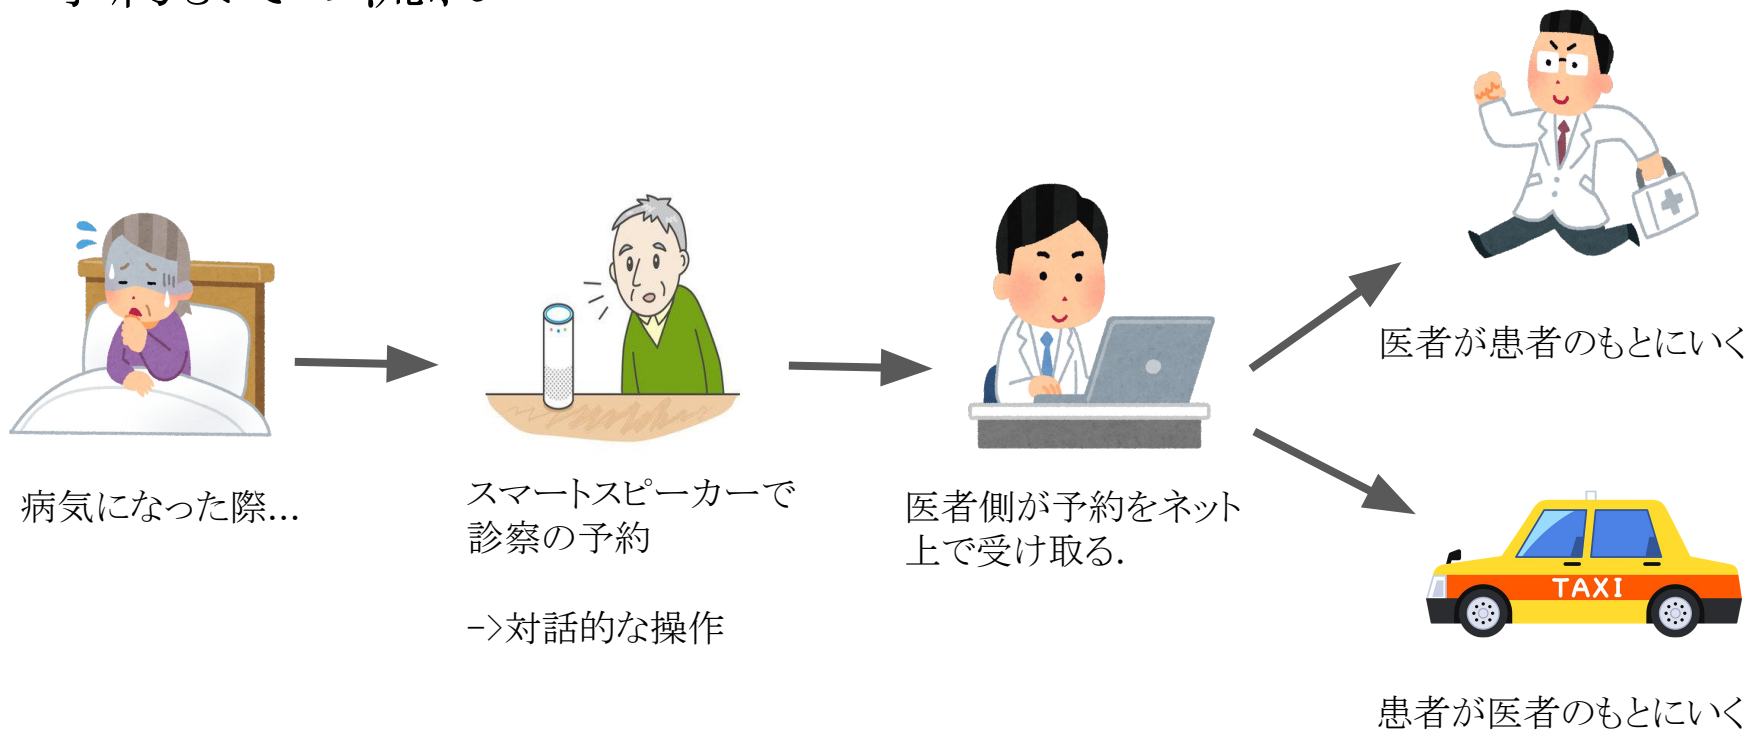 病気になった際...
スマートスピーカーで
診察の予約
->対話的な操作
医者側が予約をネット
上で受け取る.
医者が患者のもとにいく
TAXI
患者が医者のもとにいく